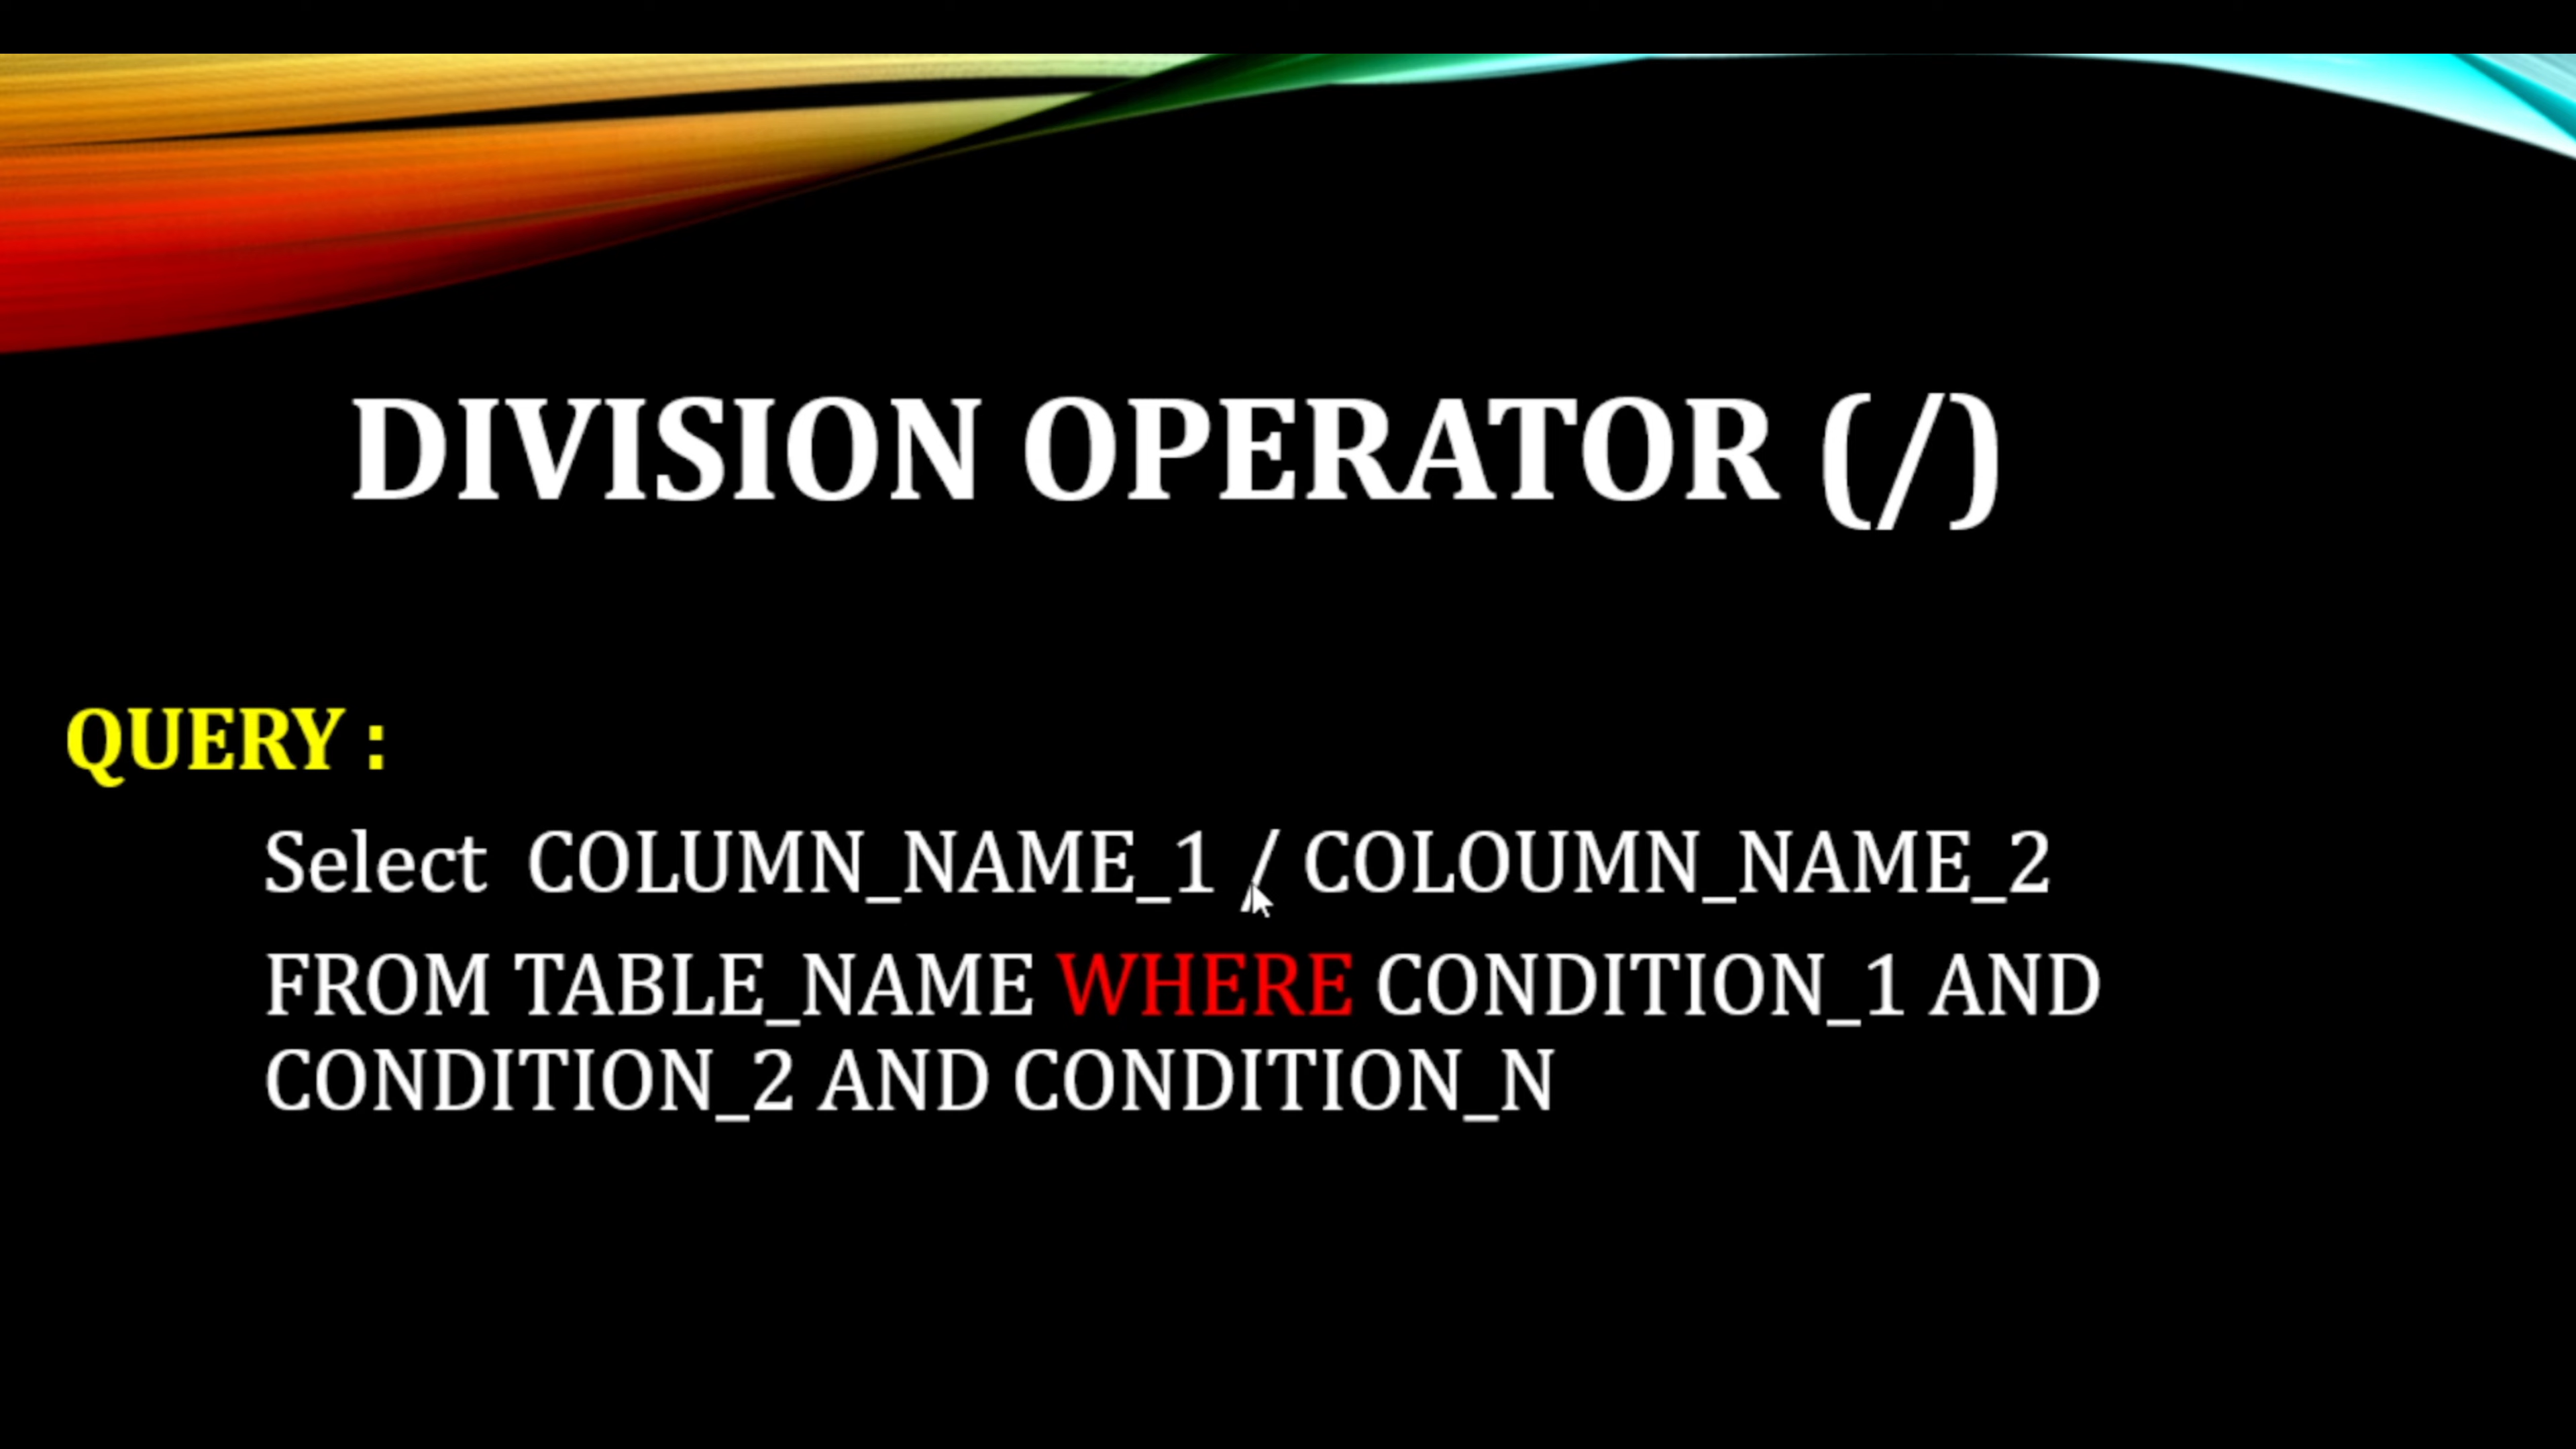 DIVISION OPERATOR (/)
QUERY :
Select COLUMN_NAME_1 / COLOUMN_NAME_2
FROM TABLE_NAME WHERE CONDITION_1 AND
CONDITION_2 AND CONDITION_N